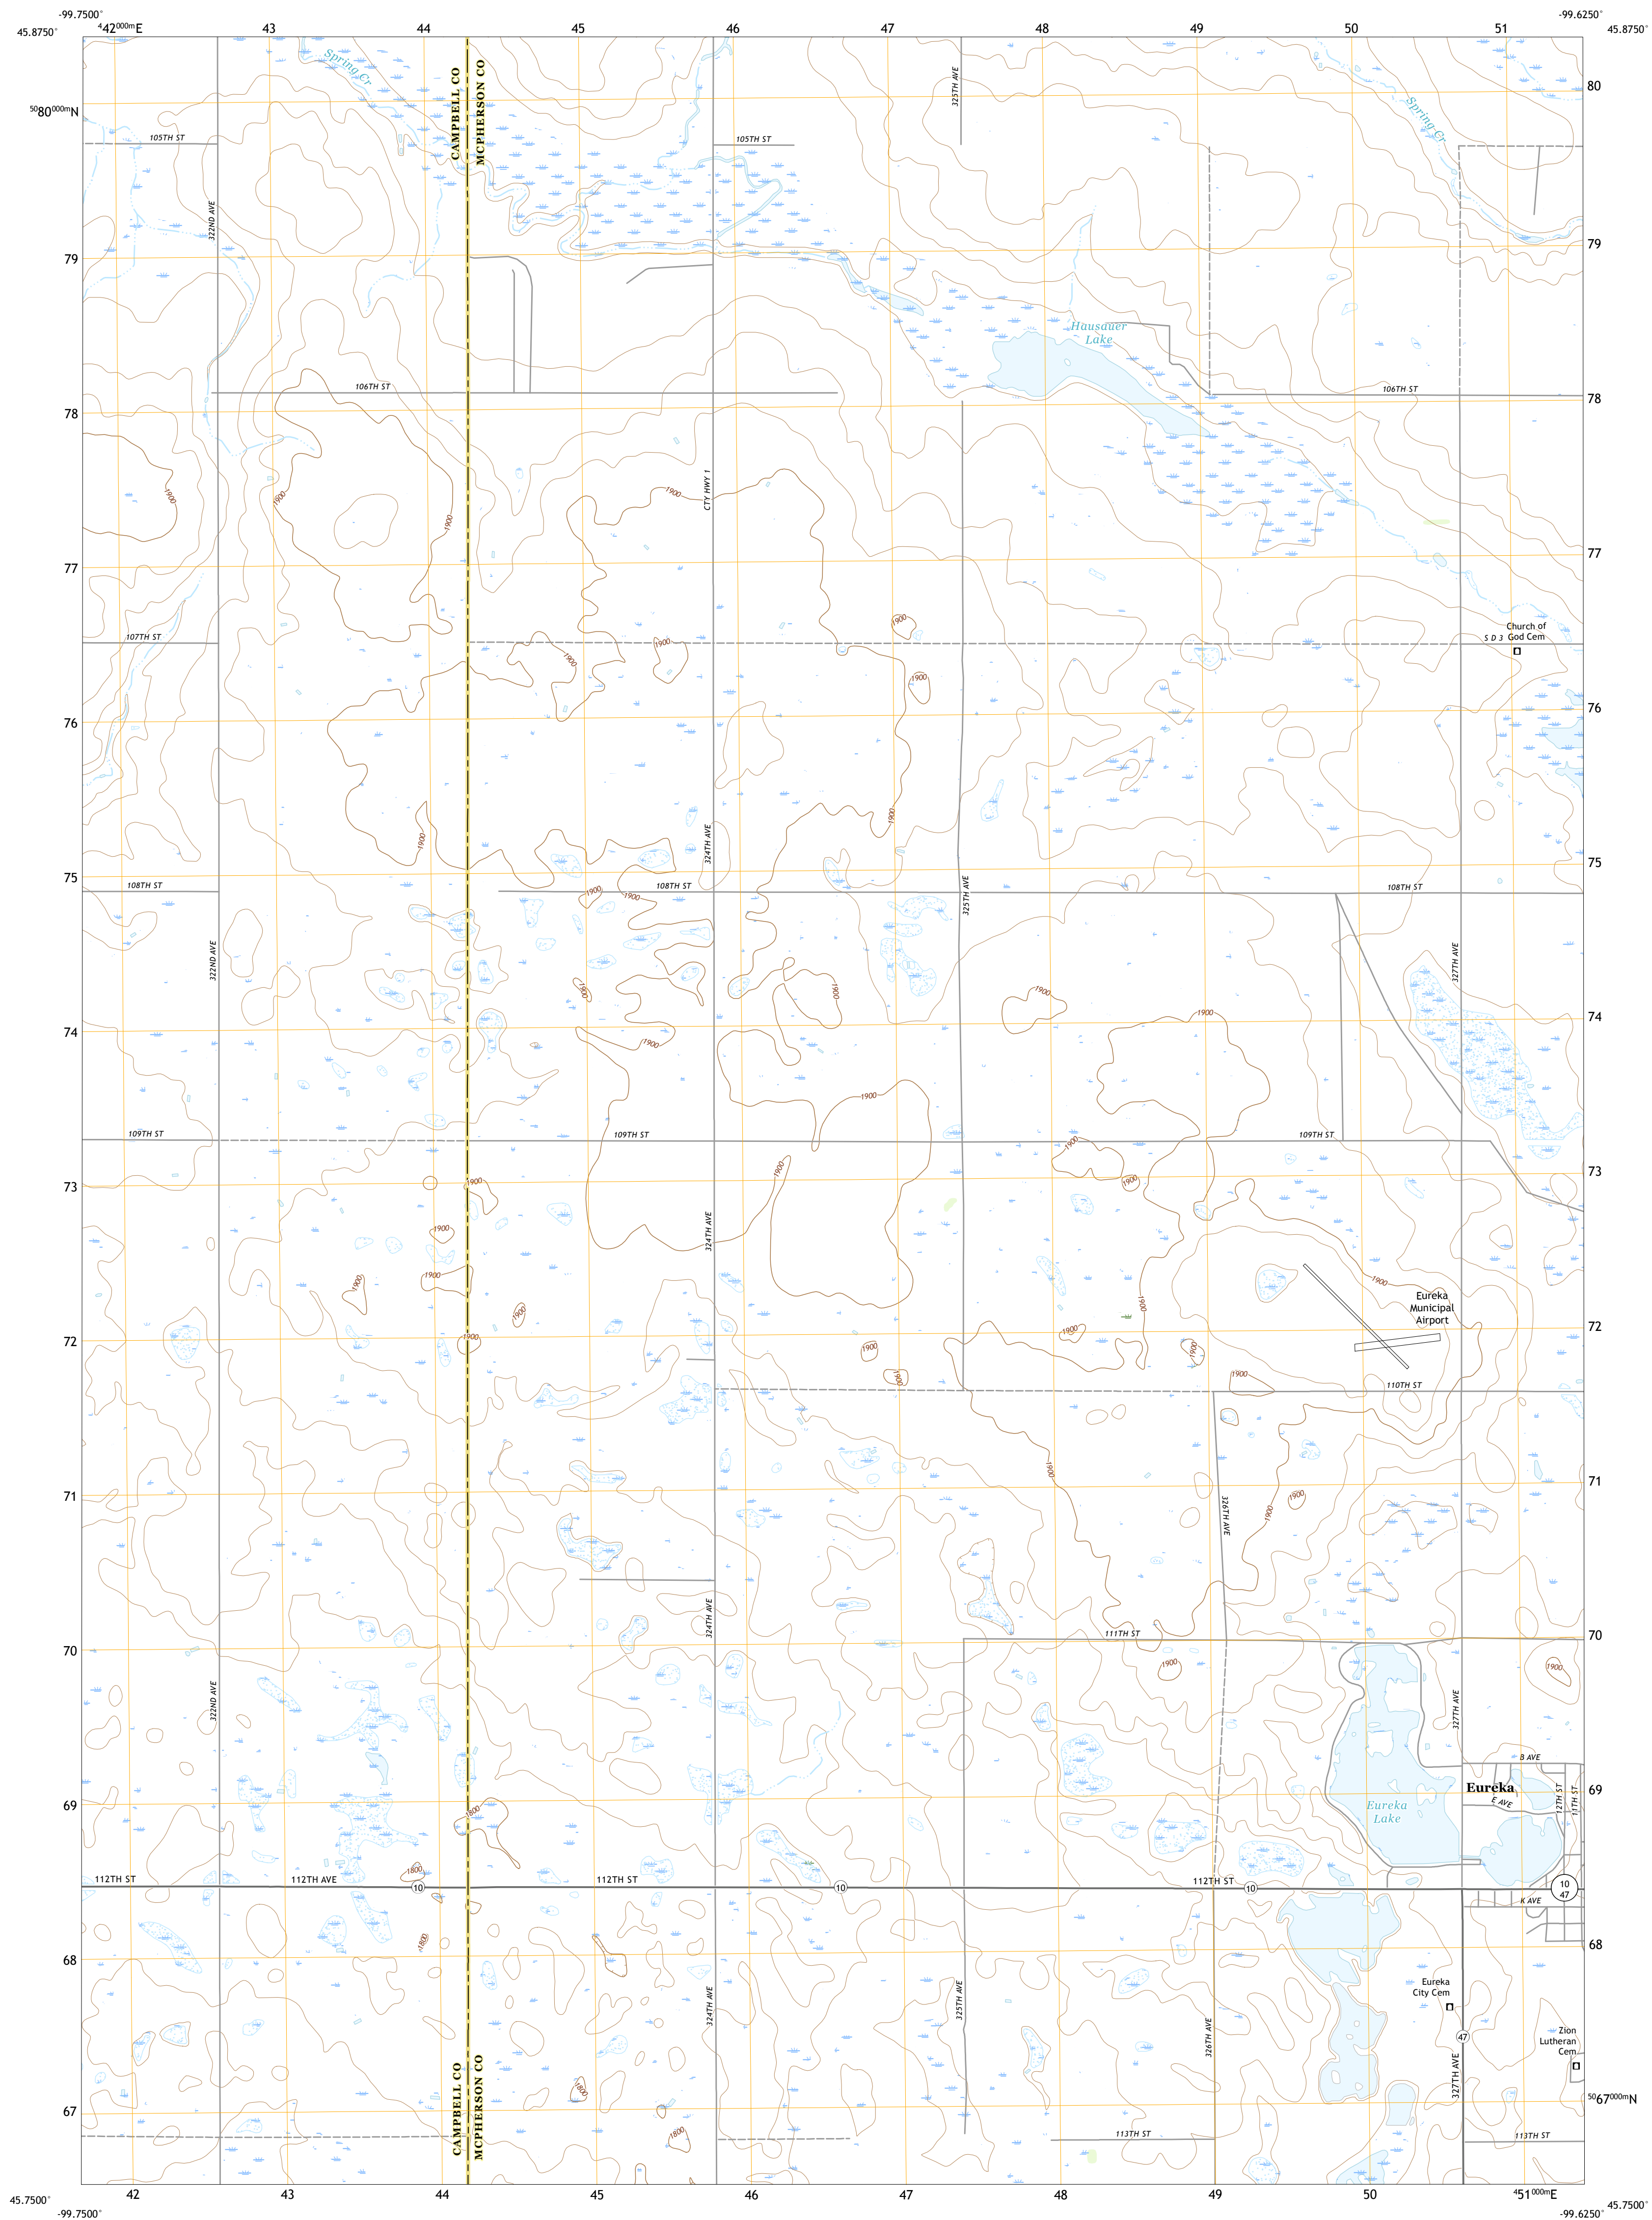 -99.7500°
-99.6250°
45.8750°
442000mE
43
44
45
46
47
48
49
50
51
45.8750°
Spring Cr
CAMPBELL CO
MCPHERSON CO
325TH AVE
80
5080000mN
Spring Cr
105TH ST
105TH ST
322ND AVE
79
79
Hausauer
Lake
106TH ST
106TH ST
78
78
1900
1900
1900
1900
CTY HWY 1
77
77
1900
107TH ST
1900
1900
S D 3
Church of
God Cem
1900
76
76
1900
1900
324TH AVE
75
75
108TH ST
1900
1900
108TH ST
325TH AVE
108TH ST
322ND AVE
327TH AVE
1900
1900
1900
1900
74
74
1900
1900
109TH ST
109TH ST
1900
109TH ST
73
1900
1900
1900
73
1900
324TH AVE
1900
1900
1900
1900
1900
1900
Eureka
Municipal
Airport
72
1900
1900
1900
1900
72
1900
1900
110TH ST
1900
71
1900
326TH AVE
1900
71
324TH AVE
70
111TH ST
70
1900
1900
322ND AVE
327TH AVE
B AVE
Eureka
E AVE
12TH ST
11TH ST
69
1800
Eureka
Lake
69
1800
112TH ST
112TH AVE
10
112TH ST
10
112TH ST
10
10
47
K AVE
1800
68
68
324TH AVE
325TH AVE
326TH AVE
Eureka
City Cem
47
Zion
Lutheran
Cem
327TH AVE
CAMPBELL CO
MCPHERSON CO
1800
67
5067000mN
1800
113TH ST
113TH ST
45.7500°
-99.7500°
42
43
44
45
46
47
48
49
50
451000mE
45.7500°
-99.6250°